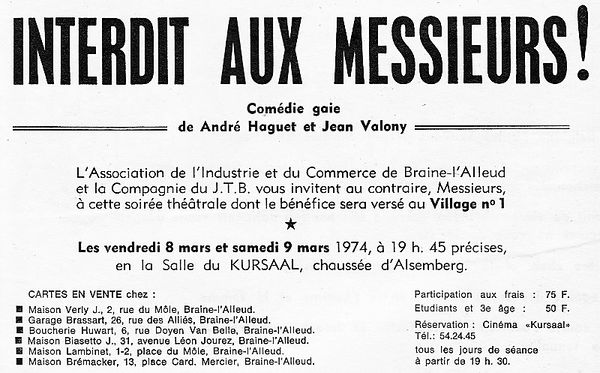 INTERDIT AUX MESSIEURS!
Comédie gaie
de André Haguet et Jean Valony
L'Association de l'Industrie et du Commerce de Braine-l'Alleud
et la Compagnie du J.T.B. vous invitent au contraire, Messieurs,
à cette soirée théâtrale dont le bénéfice sera versé au Village nº 1
★
Les vendredi 8 mars et samedi 9 mars 1974, à 19 h. 45 précises,
en la Salle du KURSAAL, chaussée d'Alsemberg.
CARTES EN VENTE chez :
■ Maison Verly J., 2, rue du Môle, Braine-l'Alleud.
■ Garage Brassart, 26, rue des Alliés, Braine-l'Alleud.
■ Boucherie Huwart, 6, rue Doyen Van Belle, Braine-l'Alleud.
■ Maison Biasetto J., 31, avenue Léon Jourez, Braine-l'Alleud.
■ Maison Lambinet, 1-2, place du Môle, Braine-l'Alleud.
■ Maison Brémacker, 13, place Card. Mercier, Braine-l'Alleud.
Participation aux frais : 75 F.
Etudiants et 3e âge : 50 F.
Réservation : Cinéma «Kursaal»
Tél.: 54.24.45
tous les jours de séance
à partir de 19 h. 30.